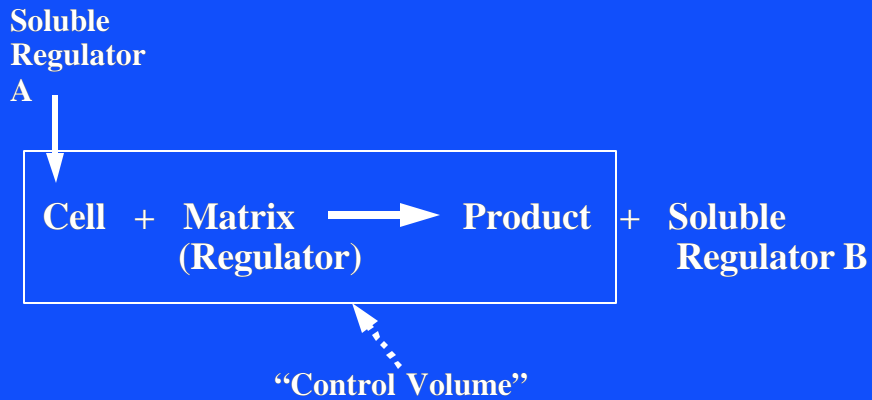 Soluble
Regulator
A
Cell + Matrix Product + Soluble
(Regulator) Regulator B
“Control Volume”